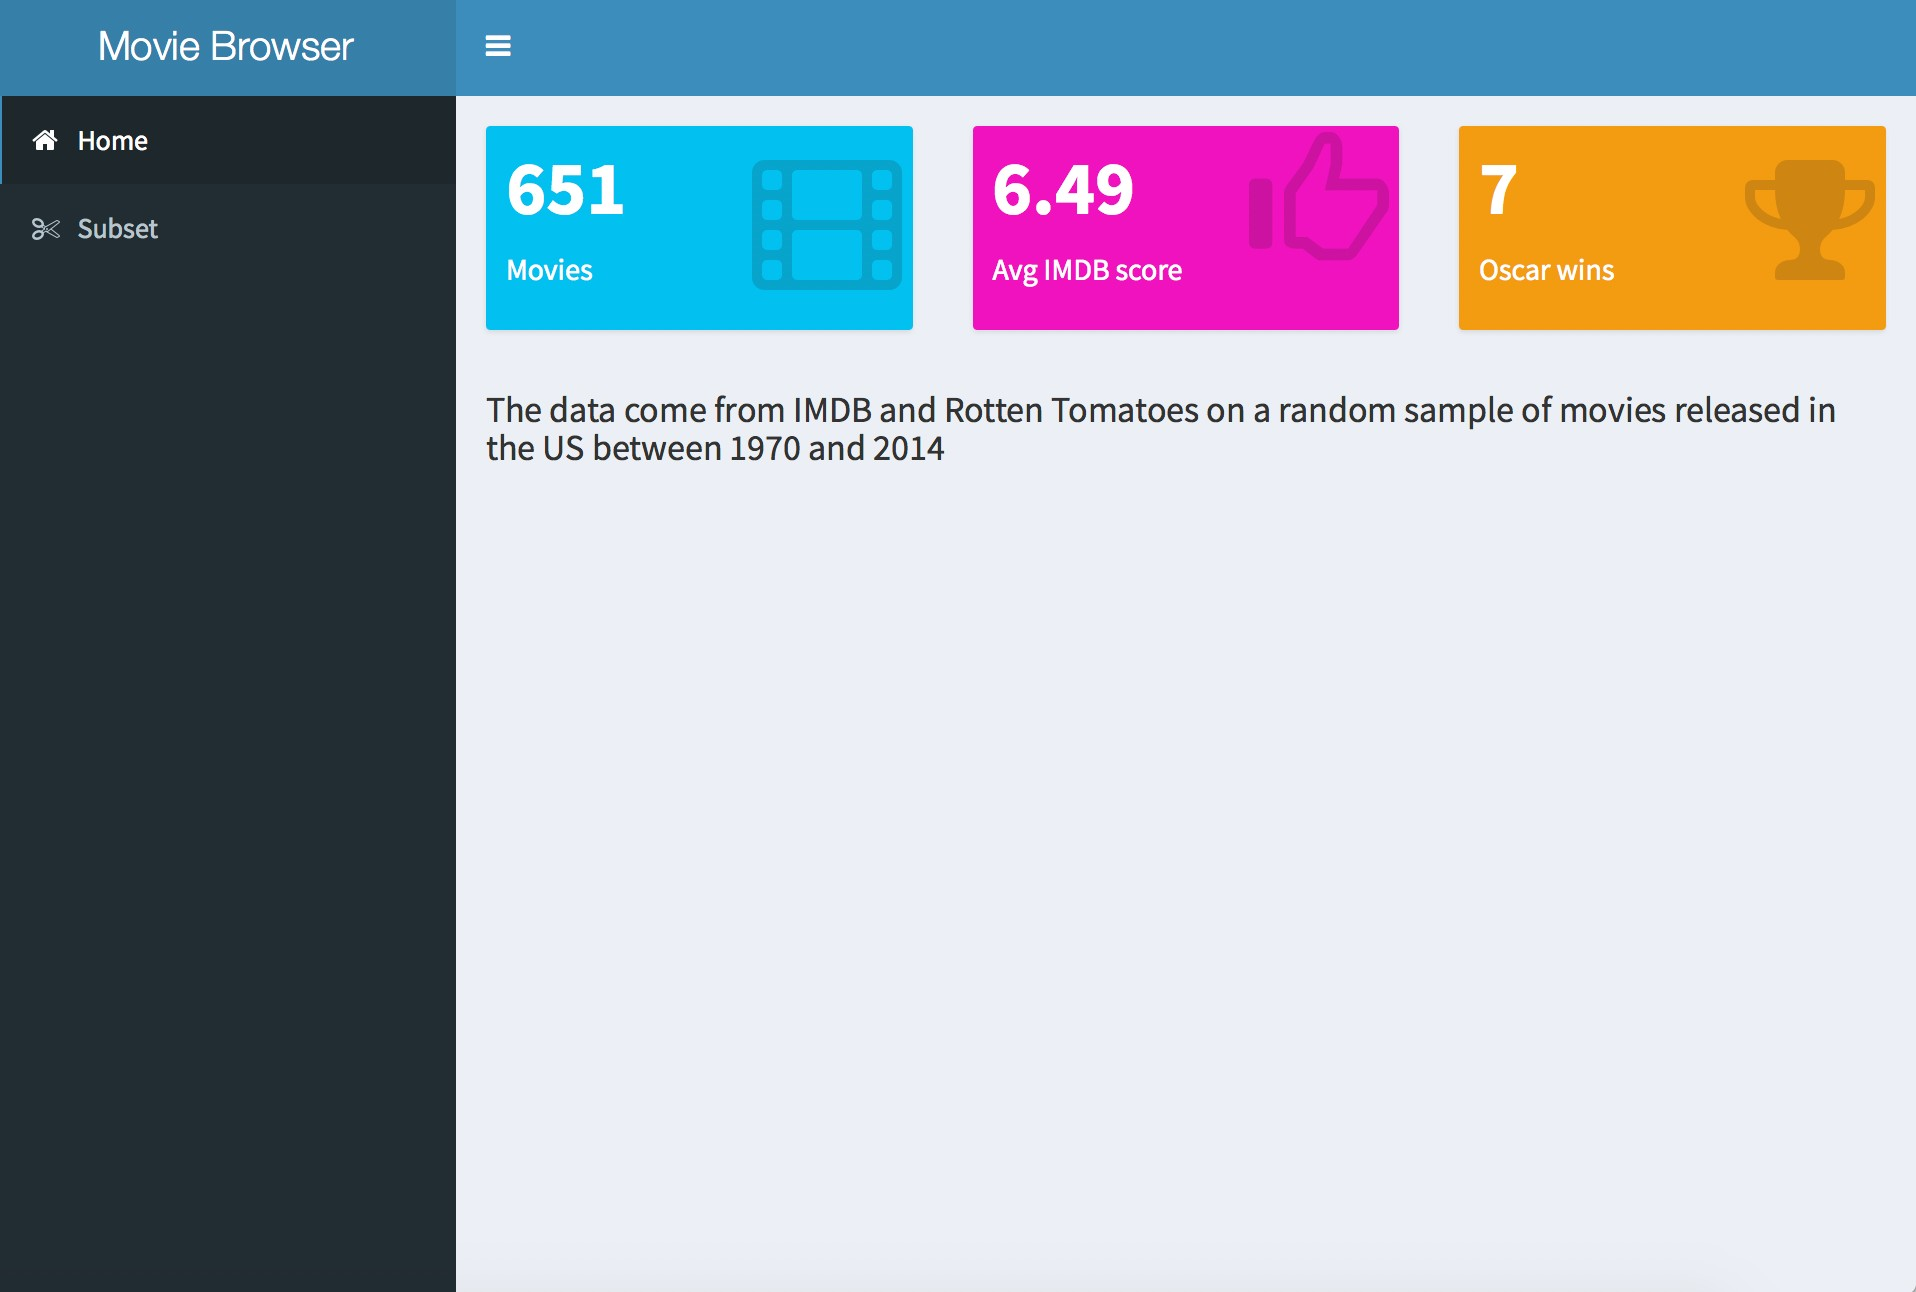 Movie Browser
Home
Subset
651
Movies
6.49
Avg IMDB score
7
Oscar wins
The data come from IMDB and Rotten Tomatoes on a random sample of movies released in
the US between 1970 and 2014